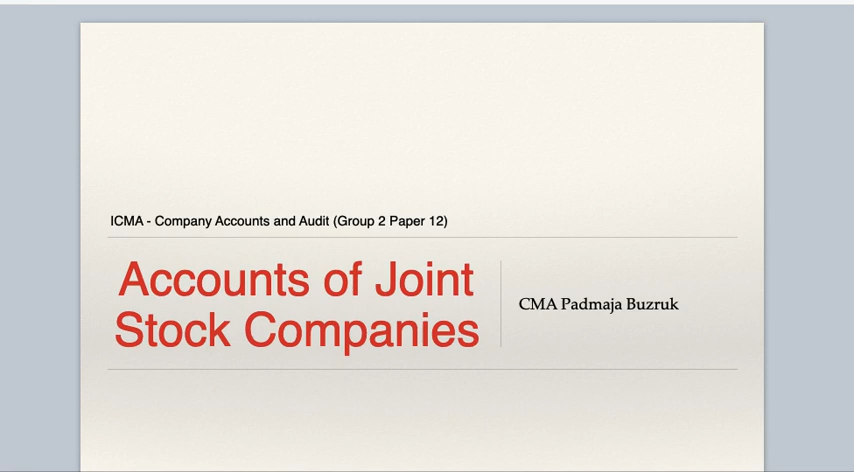 ICMA - Company Accounts and Audit (Group 2 Paper 12)
Accounts of Joint
Stock Companies
CMA Padmaja Buzruk